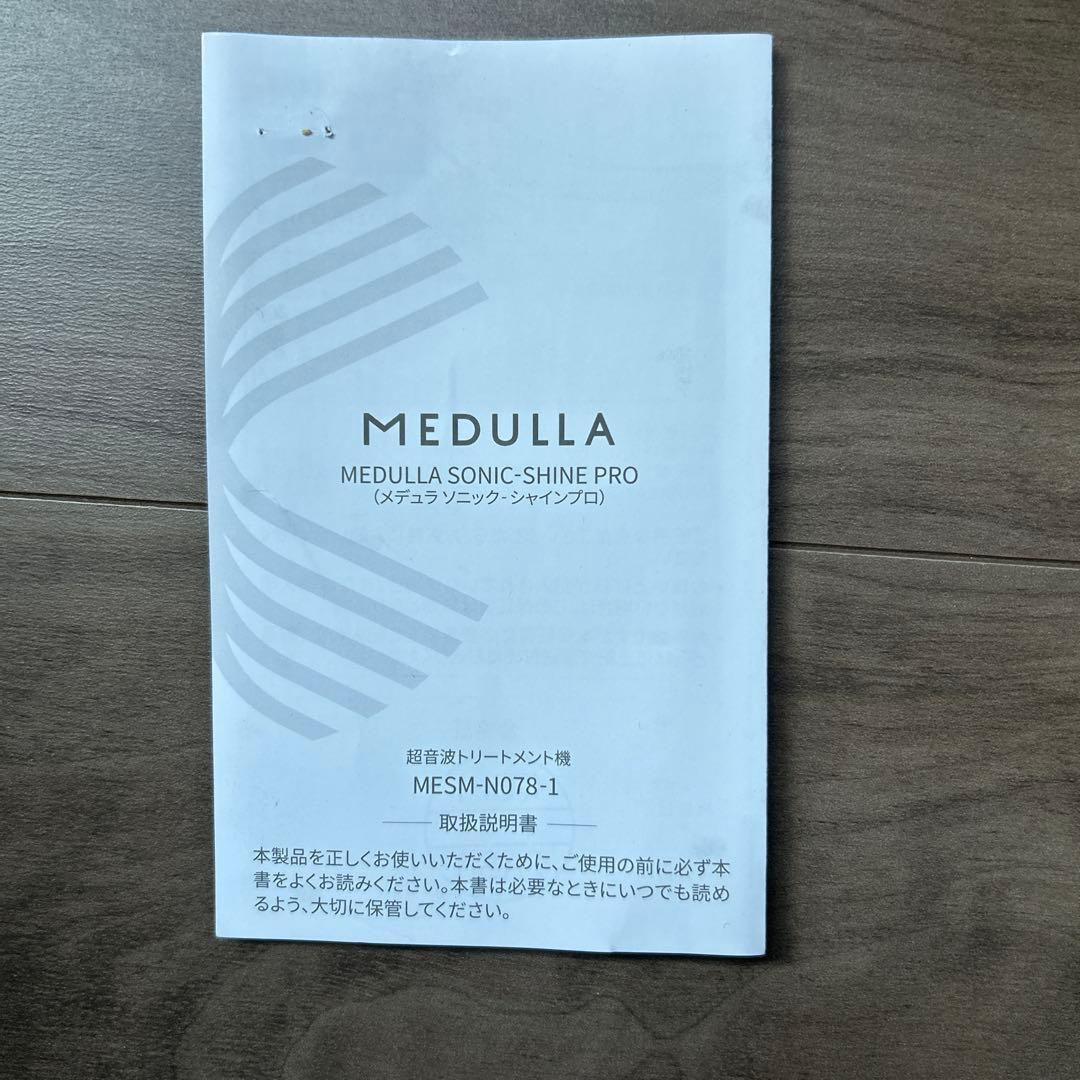 MEDULLA
MEDULLA SONIC-SHINE PRO
（メデュラ ソニック- シャインプロ）
超音波トリートメント機
MESM-N078-1
取扱説明書
本製品を正しくお使いいただくために、ご使用の前に必ず本
書をよくお読みください。本書は必要なときにいつでも読め
るよう、大切に保管してください。